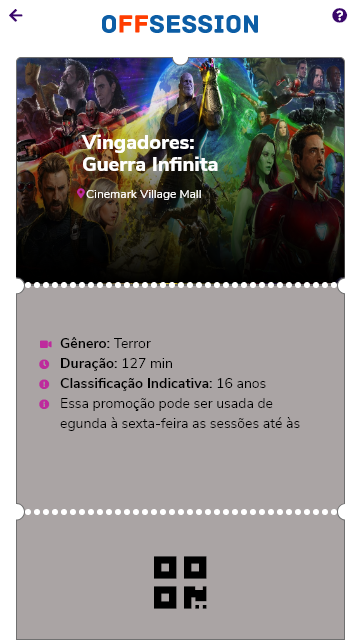 OFFSESSION
Vingadores:
Guerra Infinita
Cinemark Village Mall
Gênero: Terror
Duração: 127 min
Classificação Indicativa: 16 anos
Essa promoção pode ser usada de
egunda à sexta-feira as sessões até às